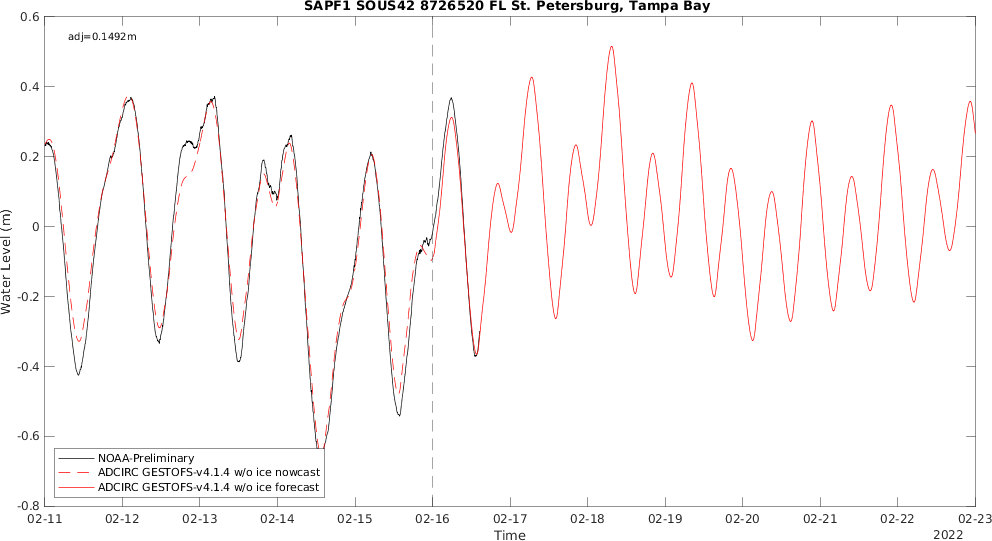 SAPF1 SOUS42 8726520 FL St. Petersburg, Tampa Bay
adj=0.1492m
0.6
0.4
0.2
0
-0.2
-0.4
-0.6
-0.8
Water Level (m)
NOAA-Preliminary
ADCIRC GESTOFS-v4.1.4 w/o ice nowcast
ADCIRC GESTOFS-v4.1.4 w/o ice forecast
02-11 02-12 02-13 02-14 02-15 02-16 02-17 02-18 02-19 02-20 02-21 02-22 02-23
Time
2022